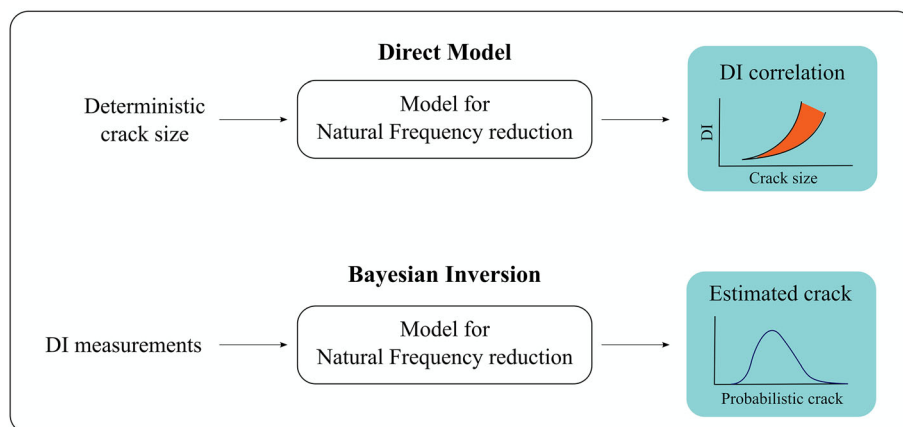 Direct Model
Deterministic
crack size
Model for
Natural Frequency reduction
DI correlation
DI
Crack size
Bayesian Inversion
DI measurements
Model for
Natural Frequency reduction
Estimated crack
Probabilistic crack